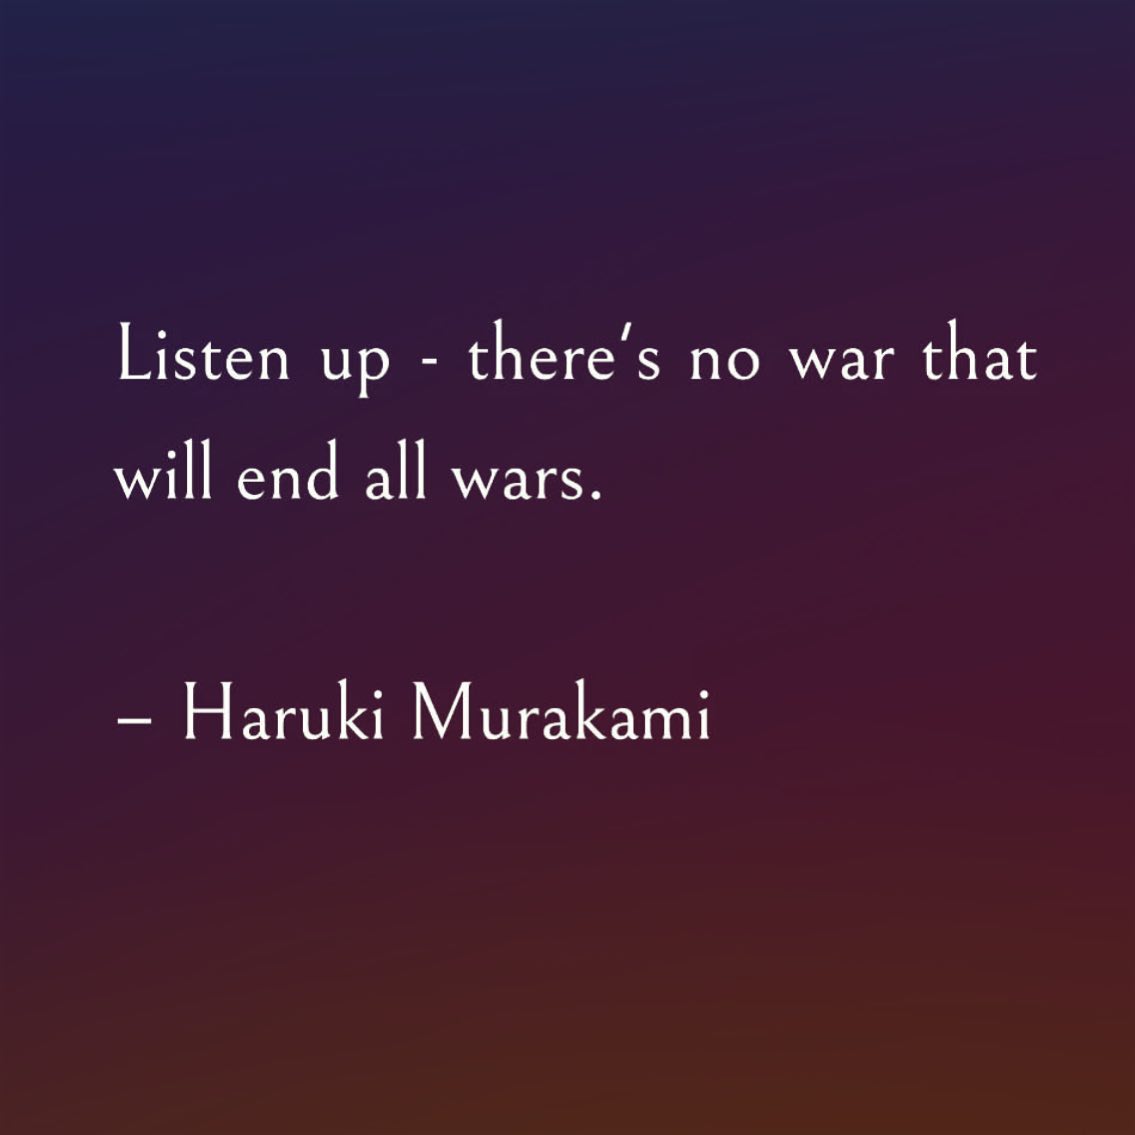 Listen up - there's no war that
will end all wars.
– Haruki Murakami